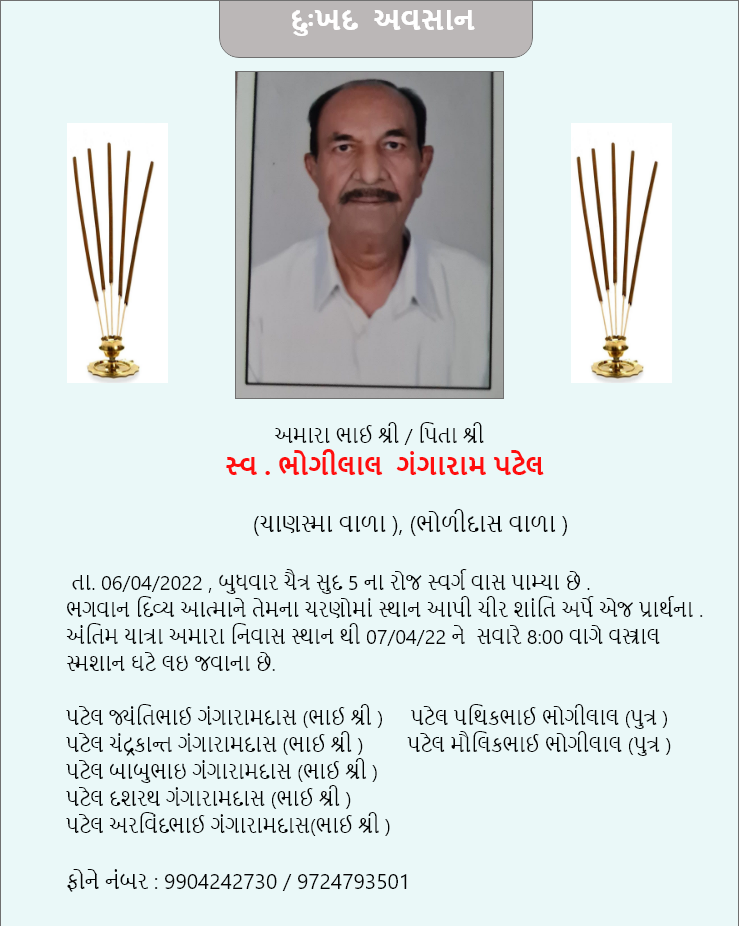 દુઃખદ અવસાન
અમારા ભાઈ શ્રી / પિતા શ્રી
સ્વ . ભોગીલાલ ગંગારામ પટેલ
(ચાણસ્મા વાળા ), (ભોળીદાસ વાળા )
તા. 06/04/2022 , બુધવાર ચૈત્ર સુદ 5 ના રોજ સ્વર્ગ વાસ પામ્યા છે .
ભગવાન દિવ્ય આત્માને તેમના ચરણોમાં સ્થાન આપી ચીર શાંતિ અર્પે એજ પ્રાર્થના .
અંતિમ યાત્રા અમારા નિવાસ સ્થાન થી 07/04/22 ને સવારે 8:00 વાગે વસ્ત્રાલ
સ્મશાન ઘટે લઇ જવાના છે.
પટેલ જ્યંતિભાઈ ગંગારામદાસ (ભાઈ શ્રી ) પટેલ પથિકભાઈ ભોગીલાલ (પુત્ર )
પટેલ ચંદ્રકાન્ત ગંગારામદાસ (ભાઈ શ્રી ) પટેલ મૌલિકભાઈ ભોગીલાલ (પુત્ર )
પટેલ બાબુભાઇ ગંગારામદાસ (ભાઈ શ્રી )
પટેલ દશરથ ગંગારામદાસ (ભાઈ શ્રી )
પટેલ અરવિંદભાઈ ગંગારામદાસ(ભાઈ શ્રી )
ફોને નંબર : 9904242730 / 9724793501